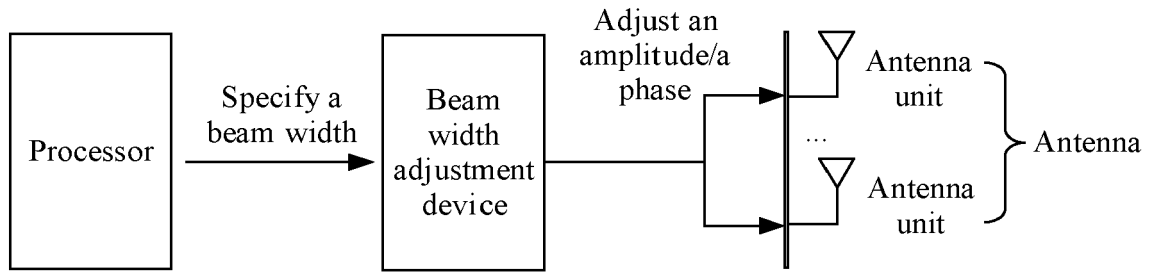 Processor
Specify a
beam width
Beam
width
adjustment
device
Adjust an
amplitude/a
phase
Antenna
unit
...
Antenna
unit
Antenna